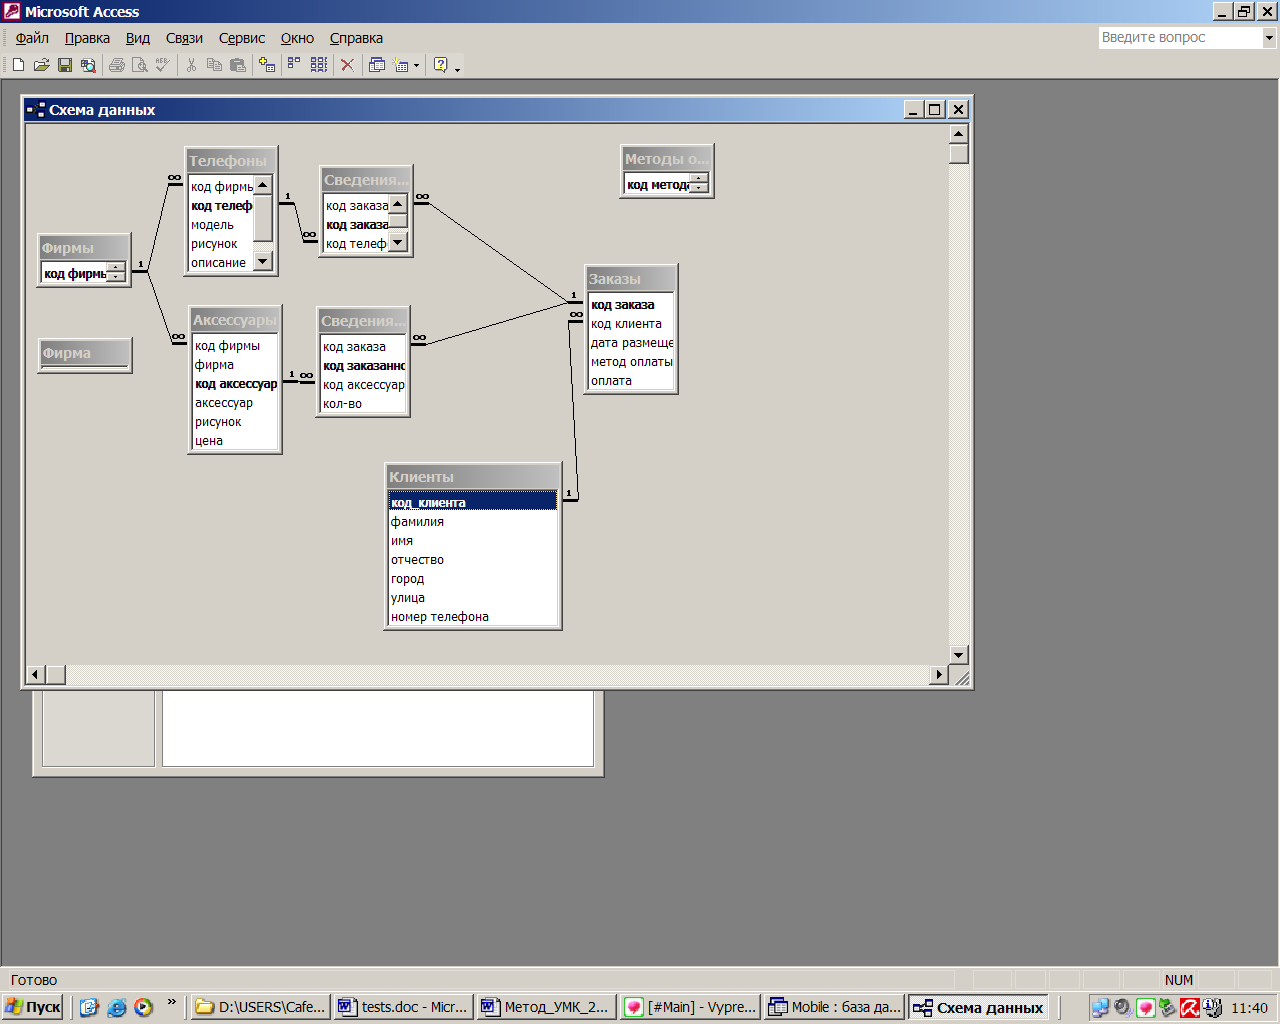 Microsoft Access
Файл Правка Вид Связи Сервис Окно Справка
Введите вопрос
Схема данных
Телефоны
код фирмы
код телеф
модель
рисунок
описание
Сведения...
код заказа
код заказа
код телеф
Методы о...
код метода
Фирмы
код фирмы
Фирма
Аксессуары
код фирмы
фирма
код аксессуар
аксессуар
рисунок
цена
Сведения...
код заказа
код заказанно
код аксессуар
кол-во
Заказы
код заказа
код клиента
дата размеще
метод оплаты
оплата
Клиенты
код_клиента
фамилия
имя
отчество
город
улица
номер телефона
1 ∞
1 ∞
1 ∞
1 ∞
1 ∞
∞
1 ∞
Готово
NUM
Пуск
D:\USERS\Cafe...
tests.doc - Micr...
Метод_УМК_2...
[#Main] - Vypre...
Mobile : база да...
Схема данных
11:40